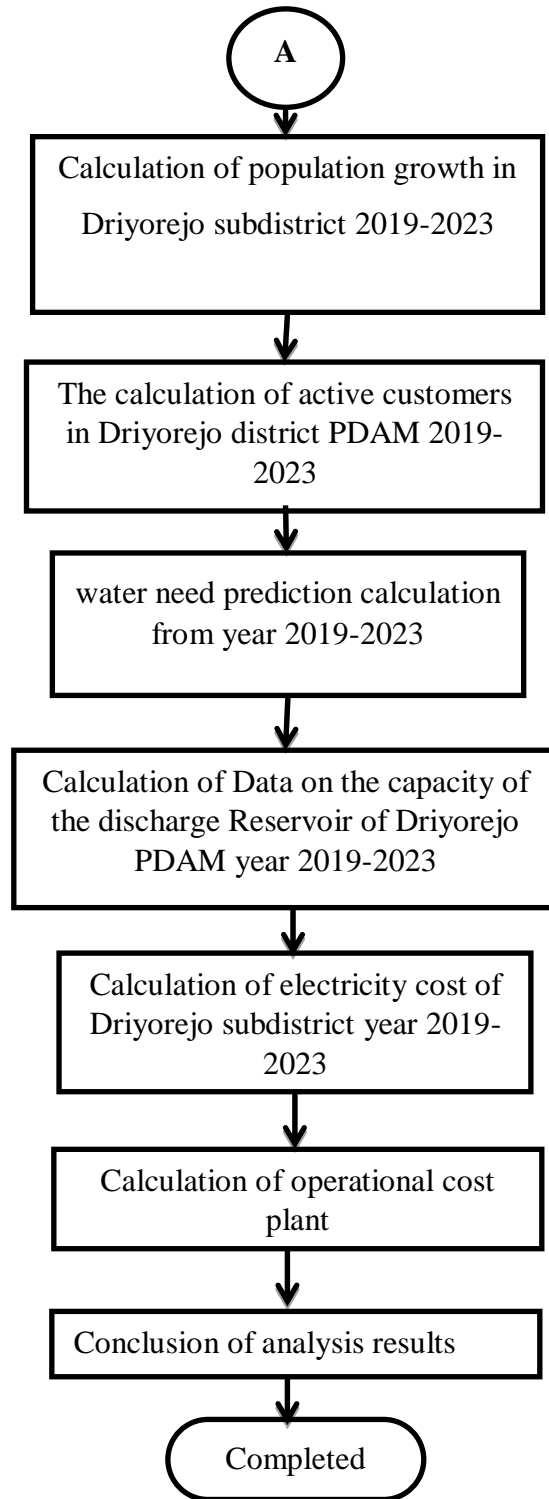 A
Calculation of population growth in
Driyorejo subdistrict 2019-2023
The calculation of active customers
in Driyorejo district PDAM 2019-
2023
water need prediction calculation
from year 2019-2023
Calculation of Data on the capacity of
the discharge Reservoir of Driyorejo
PDAM year 2019-2023
Calculation of electricity cost of
Driyorejo subdistrict year 2019-
2023
Calculation of operational cost
plant
Conclusion of analysis results
Completed